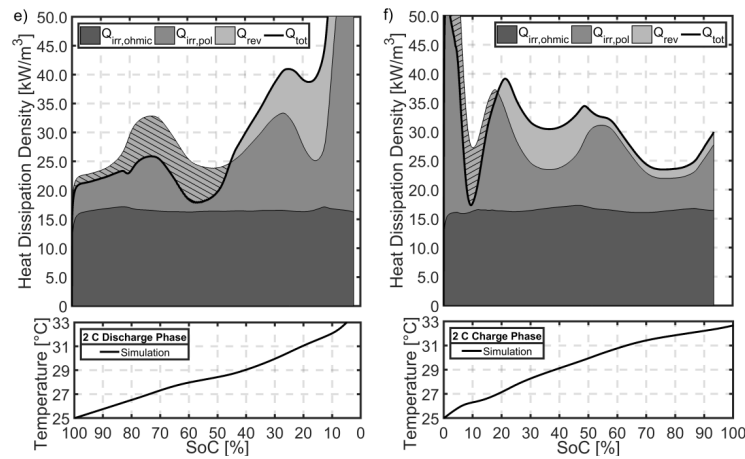 e)
Q_irr,ohmic Q_irr,pol Q_rev Q_tot
Heat Dissipation Density [kW/m³]
50.0
45.0
40.0
35.0
30.0
25.0
20.0
15.0
10.0
5.0
0
100 90 80 70 60 50 40 30 20 10 0
SoC [%]
f)
Q_irr,ohmic Q_irr,pol Q_rev Q_tot
Heat Dissipation Density [kW/m³]
50.0
45.0
40.0
35.0
30.0
25.0
20.0
15.0
10.0
5.0
0
0 10 20 30 40 50 60 70 80 90 100
SoC [%]
2 C Discharge Phase
Simulation
Temperature [°C]
33
31
29
27
25
2 C Charge Phase
Simulation
Temperature [°C]
33
31
29
27
25